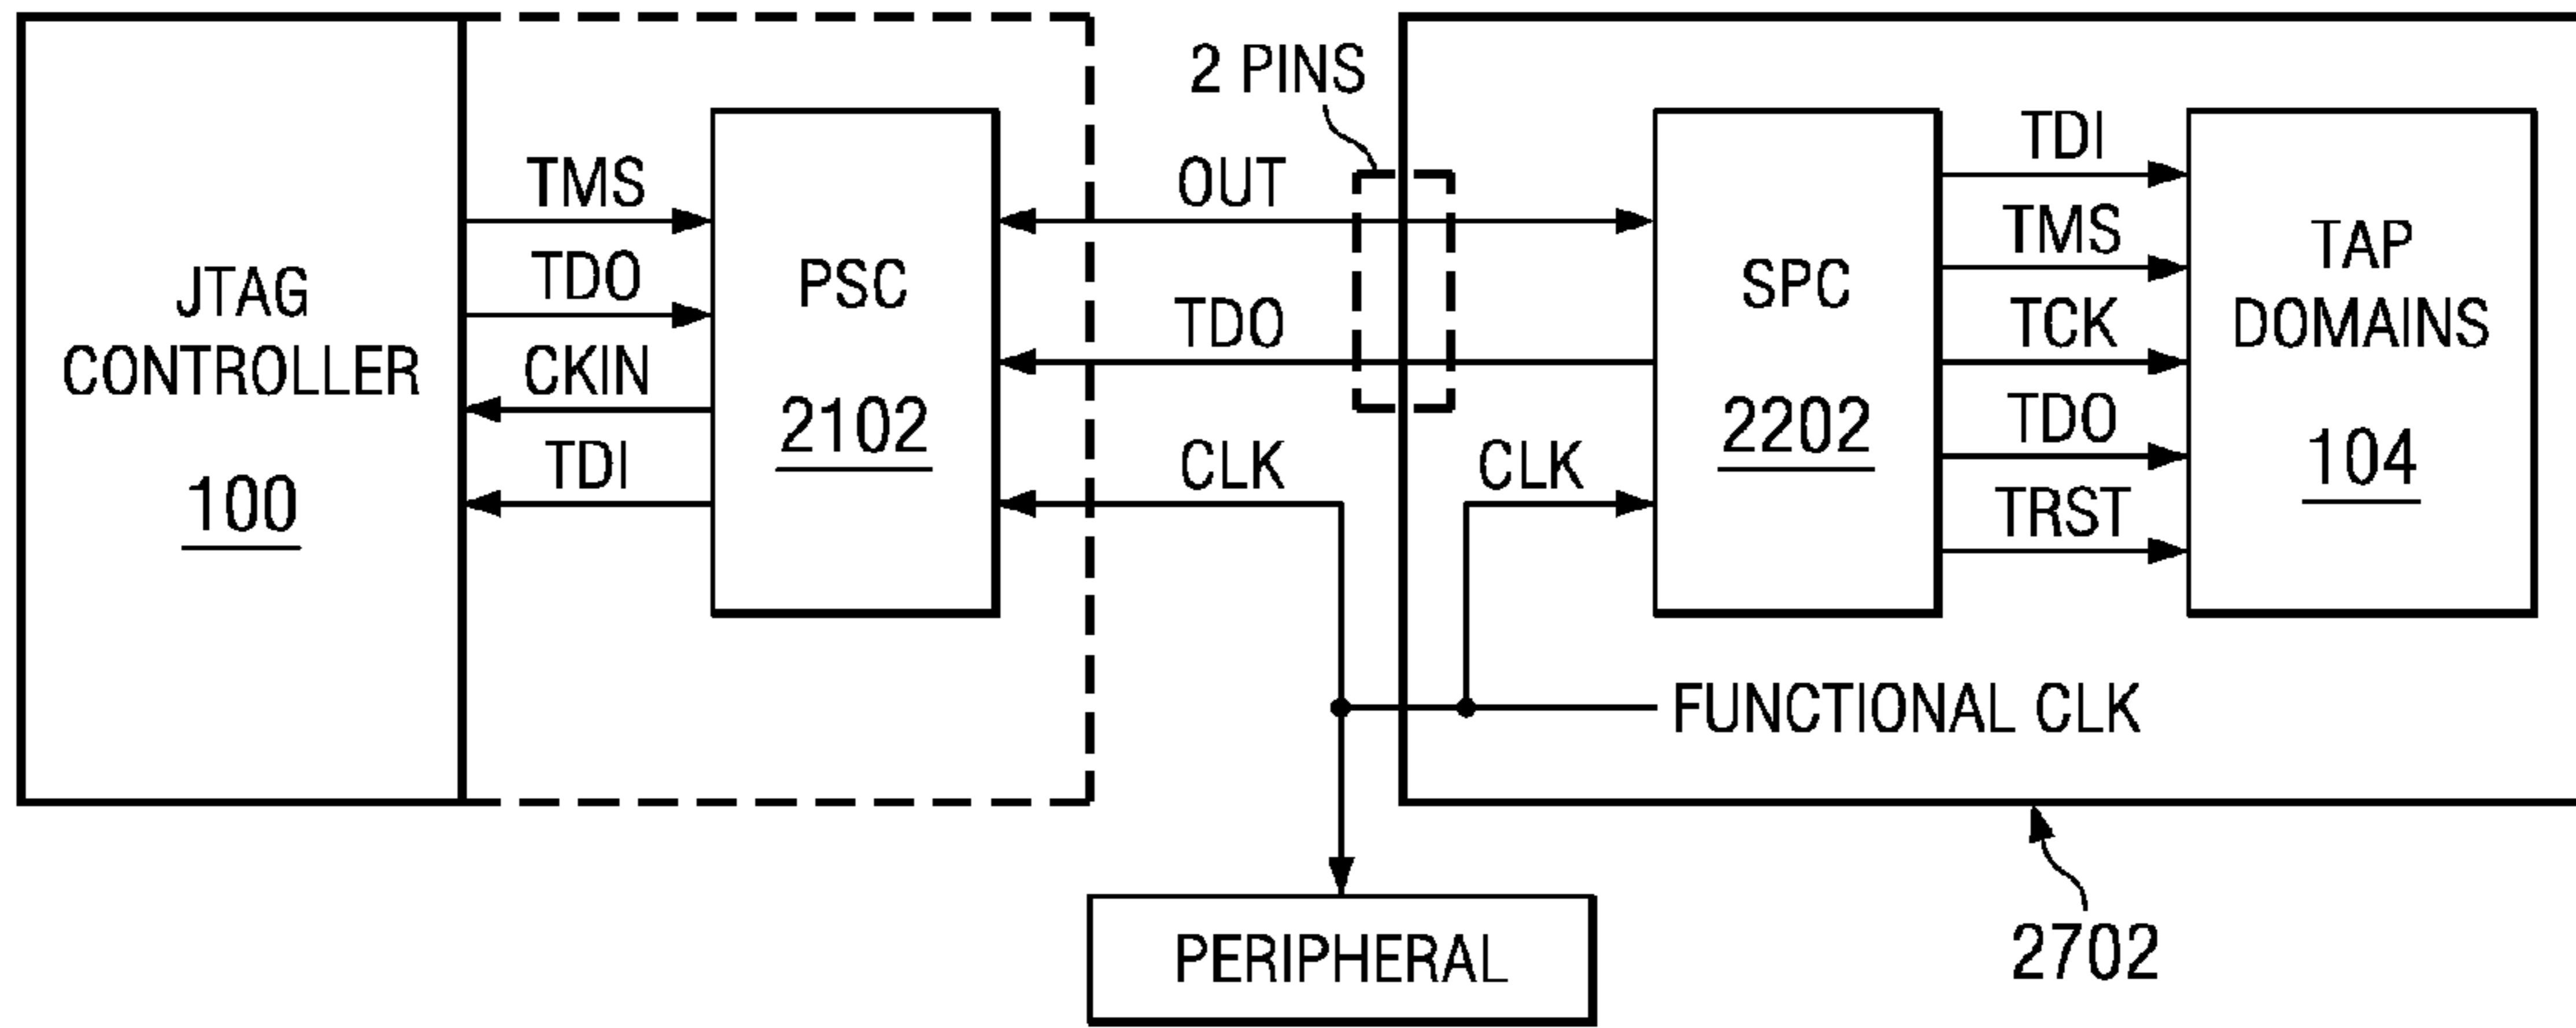 JTAG
CONTROLLER
100
TMS
TDO
CKIN
TDI
PSC
2102
2 PINS
OUT
TDO
CLK
CLK
SPC
2202
TDI
TMS
TCK
TDO
TRST
TAP
DOMAINS
104
FUNCTIONAL CLK
PERIPHERAL
2702